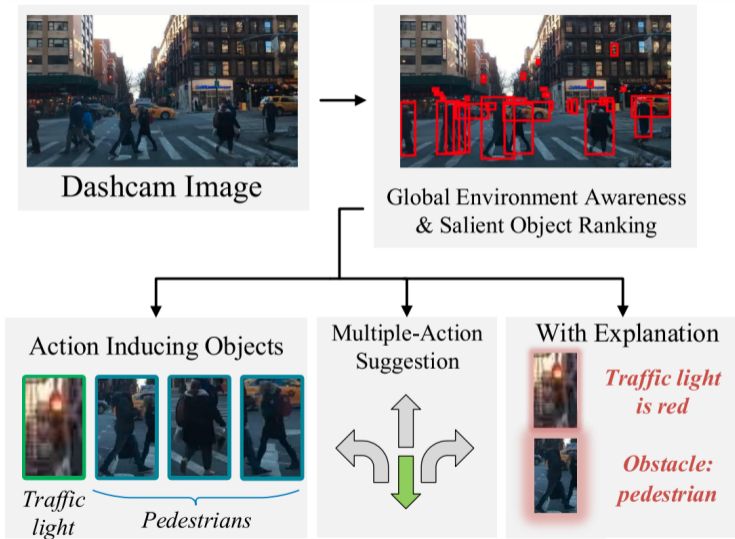 Dashcam Image
Global Environment Awareness
& Salient Object Ranking
Action Inducing Objects
Traffic
light
Pedestrians
Multiple-Action
Suggestion
With Explanation
Traffic light
is red
Obstacle:
pedestrian